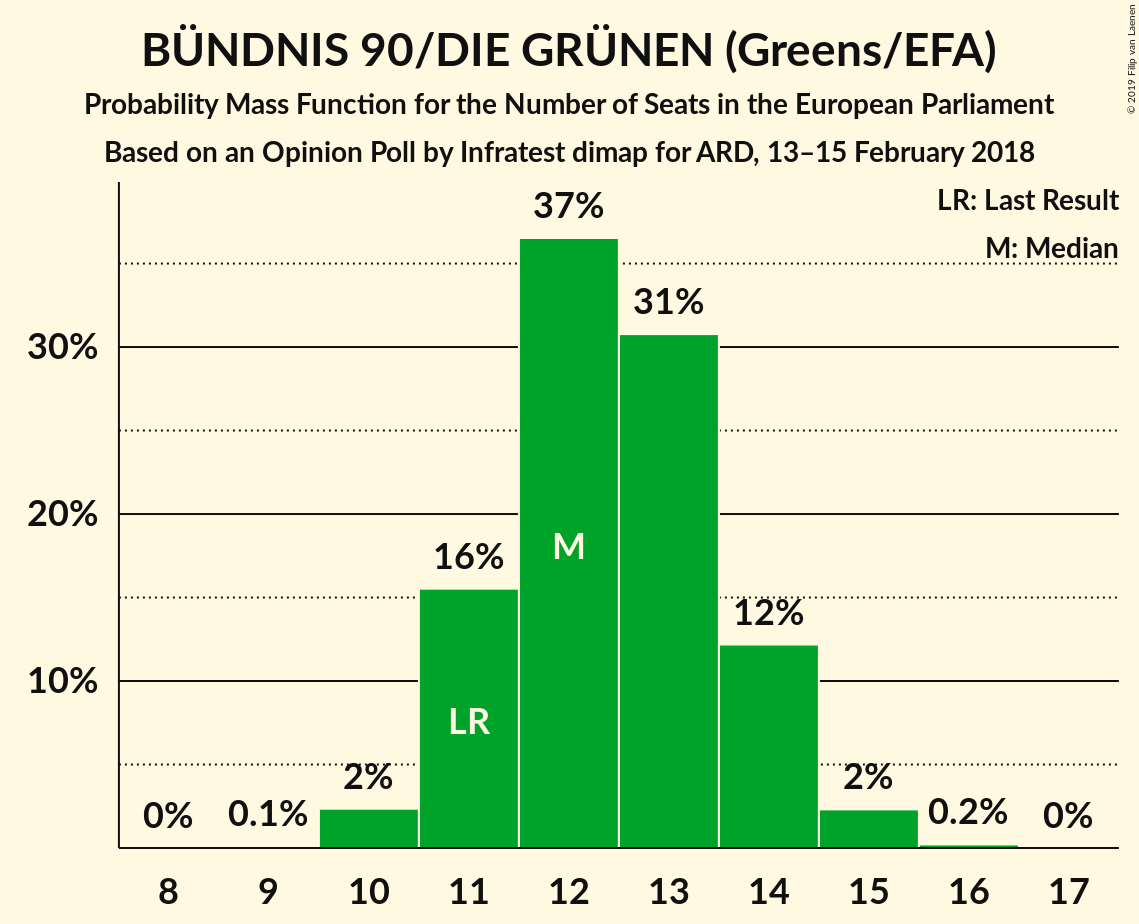 BÜNDNIS 90/DIE GRÜNEN (Greens/EFA)
Probability Mass Function for the Number of Seats in the European Parliament
Based on an Opinion Poll by Infratest dimap for ARD, 13–15 February 2018
© 2019 Filip van Laenen
LR: Last Result
M: Median
37%
31%
30%
20%
16%
M
12%
10%
LR
2%
2%
0%
0.1%
0.2%
0%
8 9 10 11 12 13 14 15 16 17